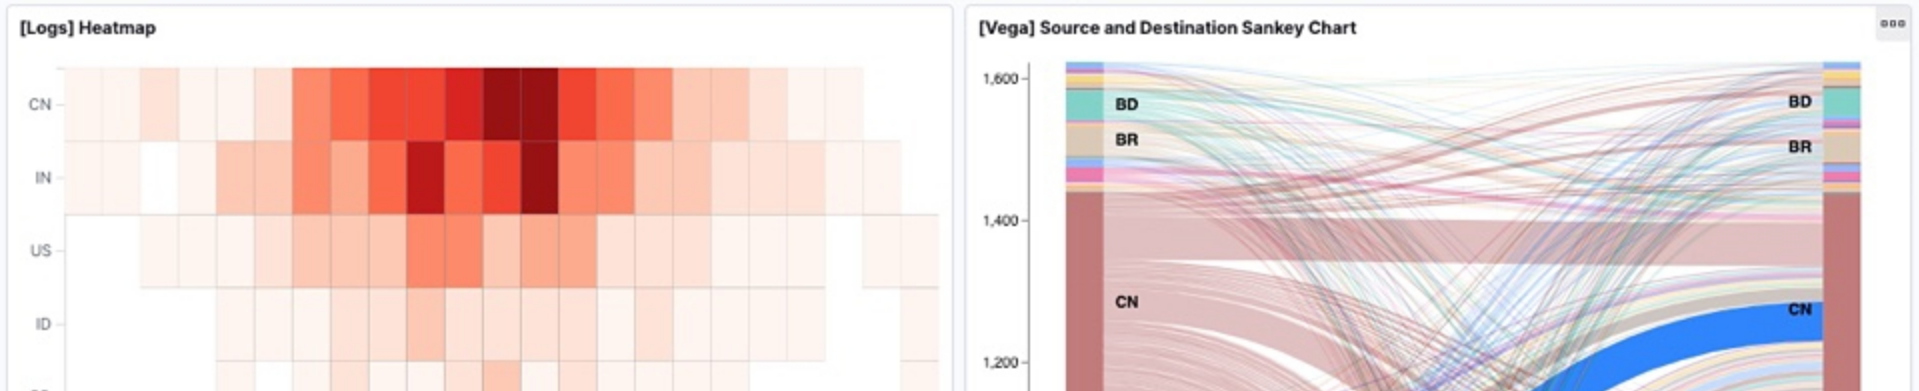 [Logs] Heatmap
CN
IN
US
ID
[Vega] Source and Destination Sankey Chart
1,600
1,400
1,200
BD
BR
CN
BD
BR
CN